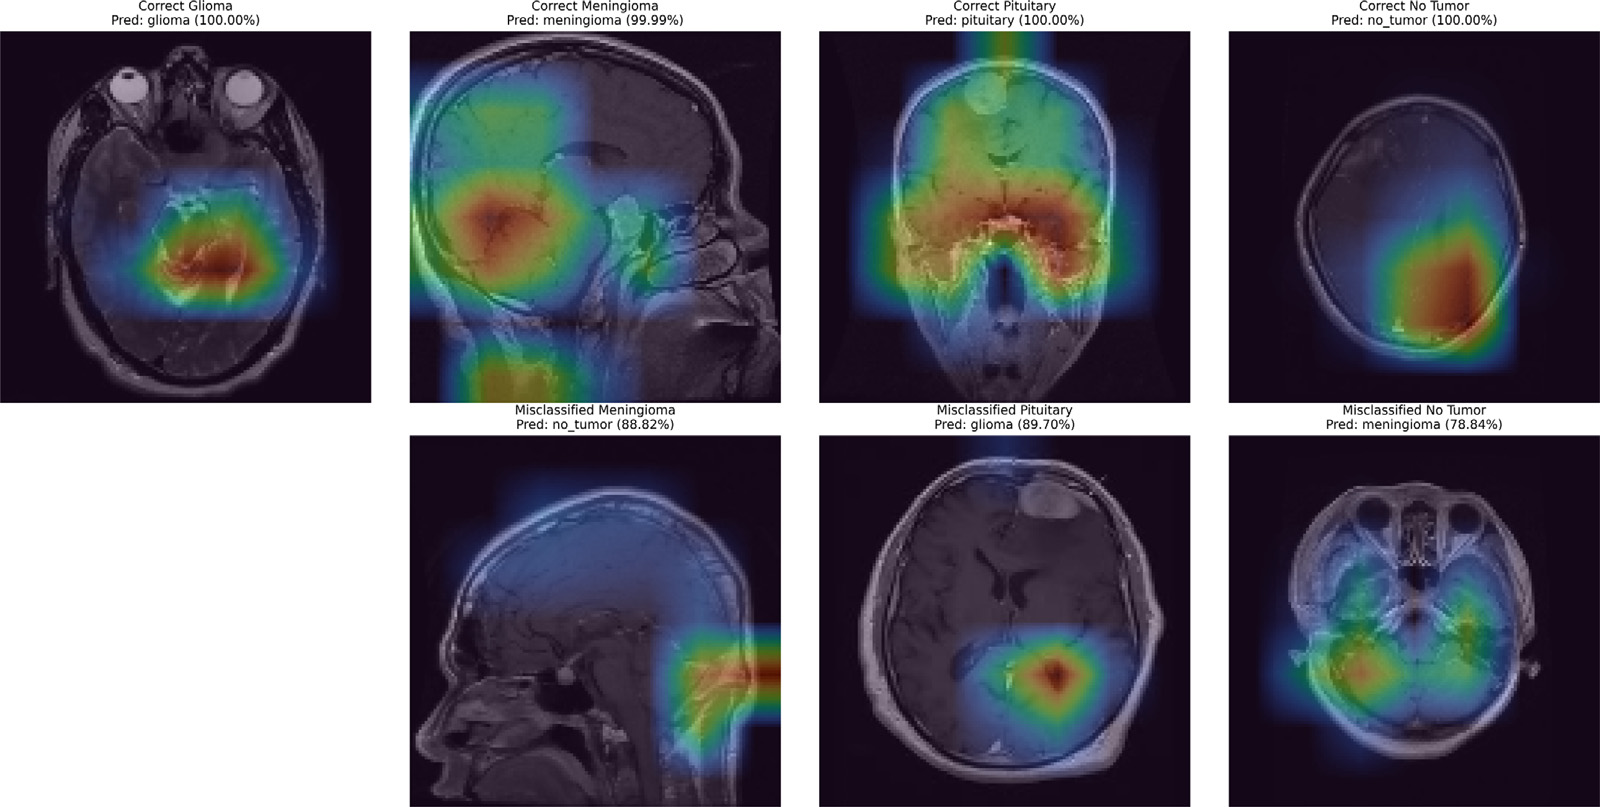 Correct Glioma
Pred: glioma (100.00%)
Correct Meningioma
Pred: meningioma (99.99%)
Correct Pituitary
Pred: pituitary (100.00%)
Correct No Tumor
Pred: no_tumor (100.00%)
Misclassified Meningioma
Pred: no_tumor (88.82%)
Misclassified Pituitary
Pred: glioma (89.70%)
Misclassified No Tumor
Pred: meningioma (78.84%)